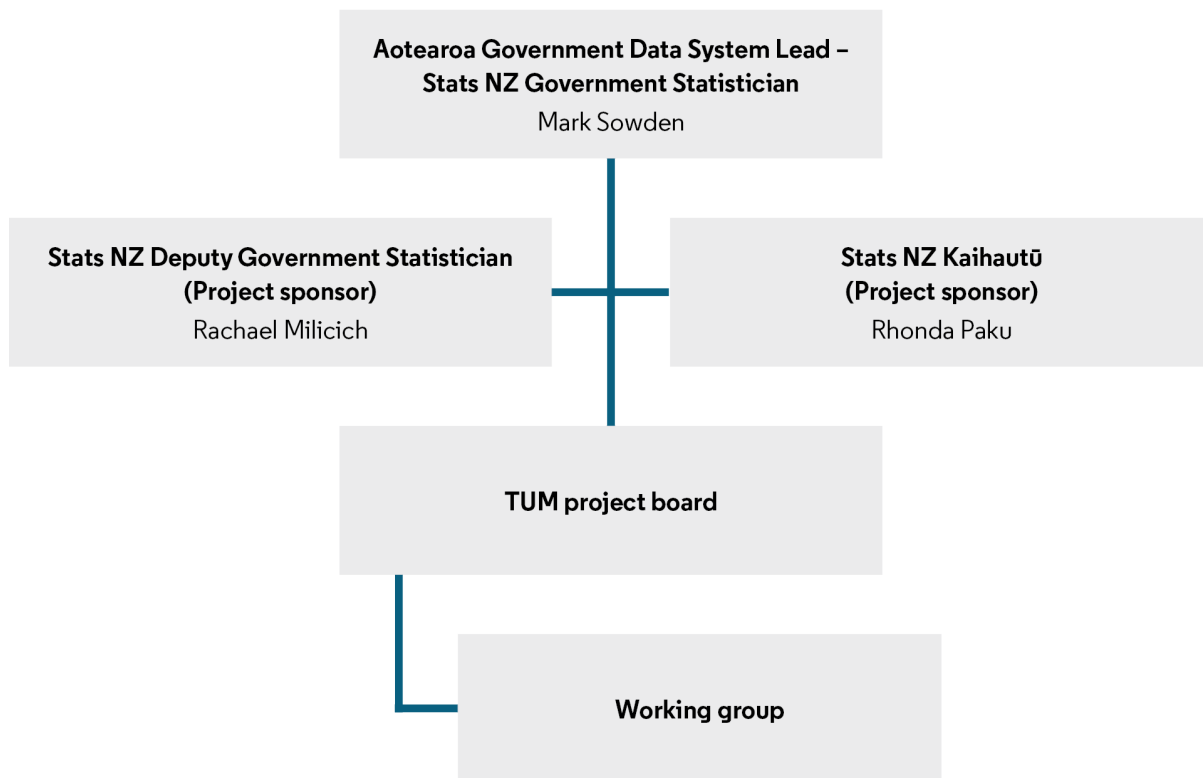 Aotearoa Government Data System Lead –
Stats NZ Government Statistician
Mark Sowden
Stats NZ Deputy Government Statistician
(Project sponsor)
Rachael Milicich
Stats NZ Kaihautū
(Project sponsor)
Rhonda Paku
TUM project board
Working group